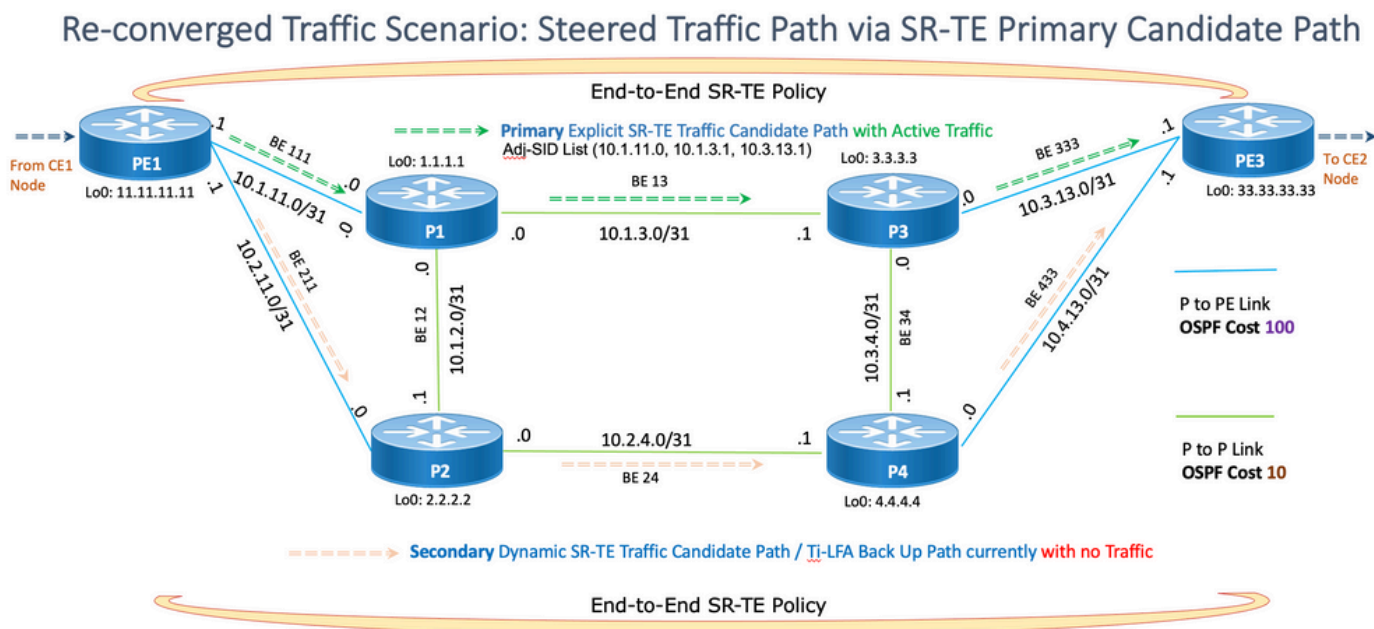 Re-converged Traffic Scenario: Steered Traffic Path via SR-TE Primary Candidate Path
End-to-End SR-TE Policy
Primary Explicit SR-TE Traffic Candidate Path with Active Traffic
Adj-SID List (10.1.11.0, 10.1.3.1, 10.3.13.1)
From CE1
Node
PE1
Lo0: 11.11.11.11
.1
.1
BE 111
10.1.11.0/31
.0
.0
Lo0: 1.1.1.1
P1
BE 13
.0
10.1.3.0/31
.1
Lo0: 3.3.3.3
P3
.0
BE 333
10.3.13.0/31
.1
.1
PE3
Lo0: 33.33.33.33
To CE2
Node
BE 211
10.2.11.0/31
.0
.0
BE 12
10.1.2.0/31
.1
.0
10.3.4.0/31
BE 34
.1
BE 433
10.4.13.0/31
.0
P to PE Link
OSPF Cost 100
P2
Lo0: 2.2.2.2
.0
10.2.4.0/31
.1
BE 24
P4
Lo0: 4.4.4.4
P to P Link
OSPF Cost 10
Secondary Dynamic SR-TE Traffic Candidate Path / Ti-LFA Back Up Path currently with no Traffic
End-to-End SR-TE Policy